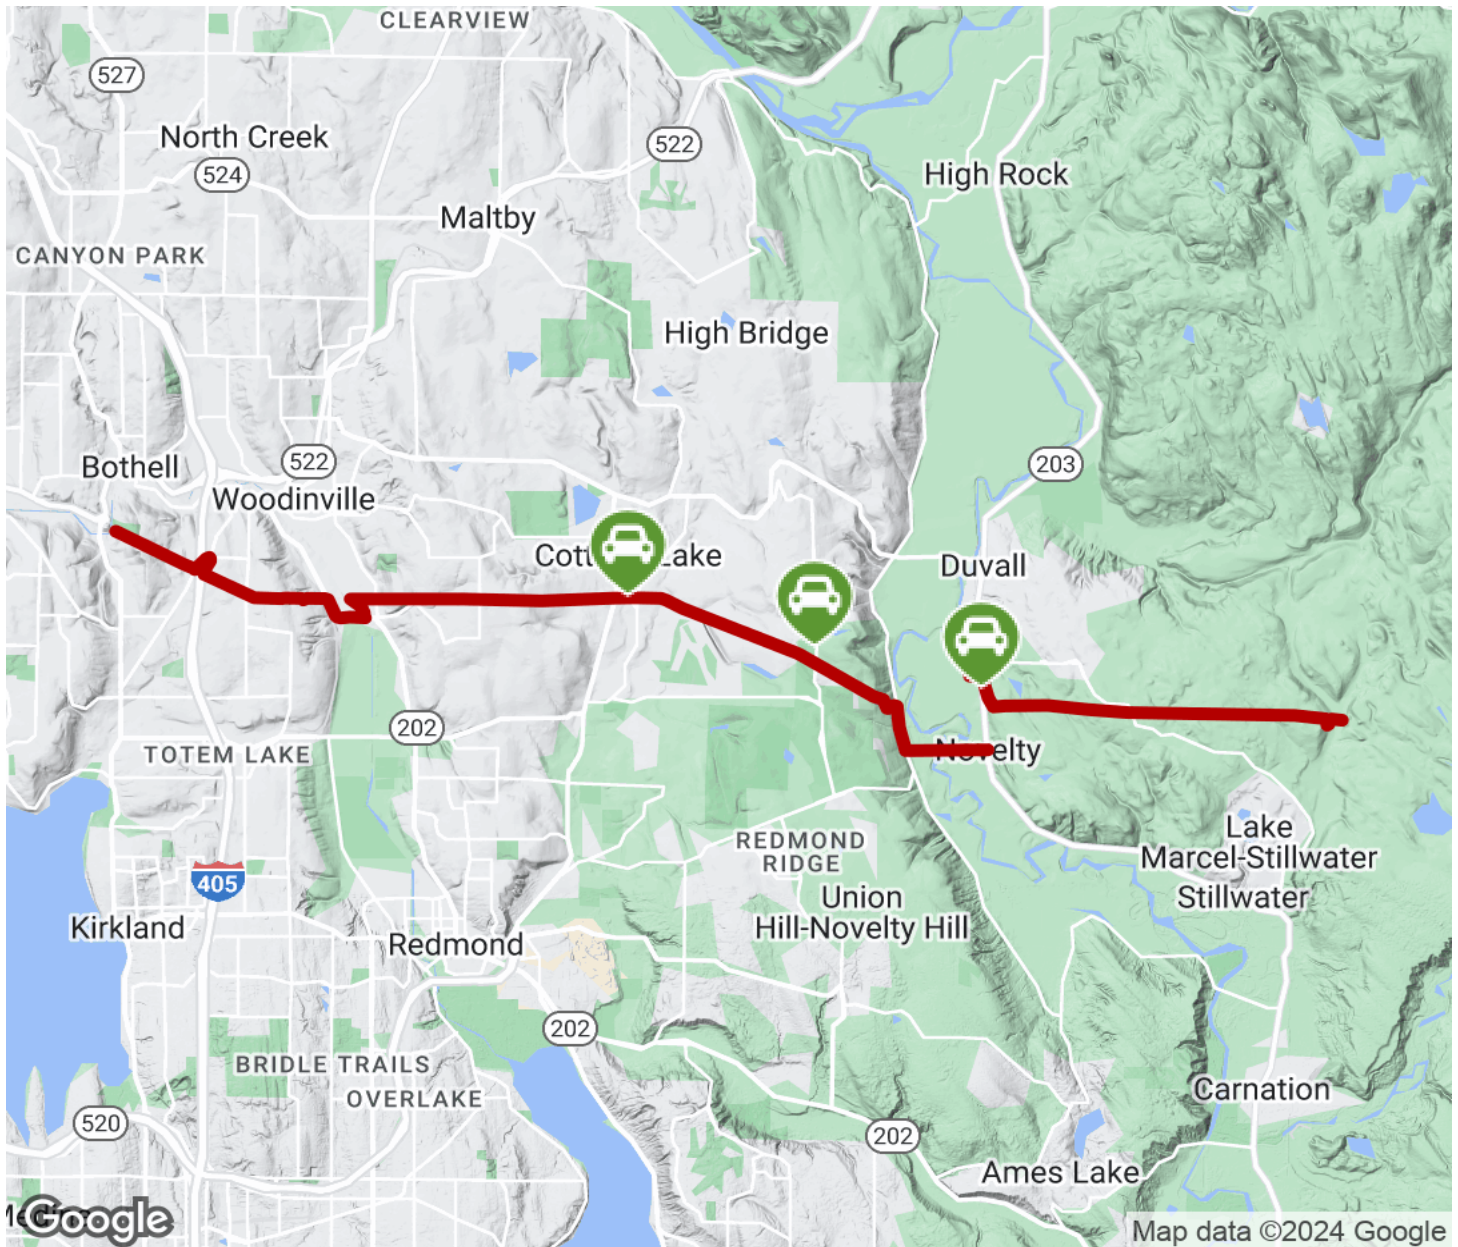 CLEARVIEW
527
North Creek
522
524
High Rock
Maltby
CANYON PARK
High Bridge
203
Bothell
522
Woodinville
Lake
Duvall
202
Novelty
TOTEM LAKE
Lake
Marcel-Stillwater
REDMOND
RIDGE
405
Stillwater
Union
Hill-Novelty Hill
Kirkland
Redmond
202
BRIDLE TRAILS
OVERLAKE
Carnation
520
202
Ames Lake
Google
Map data ©2024 Google